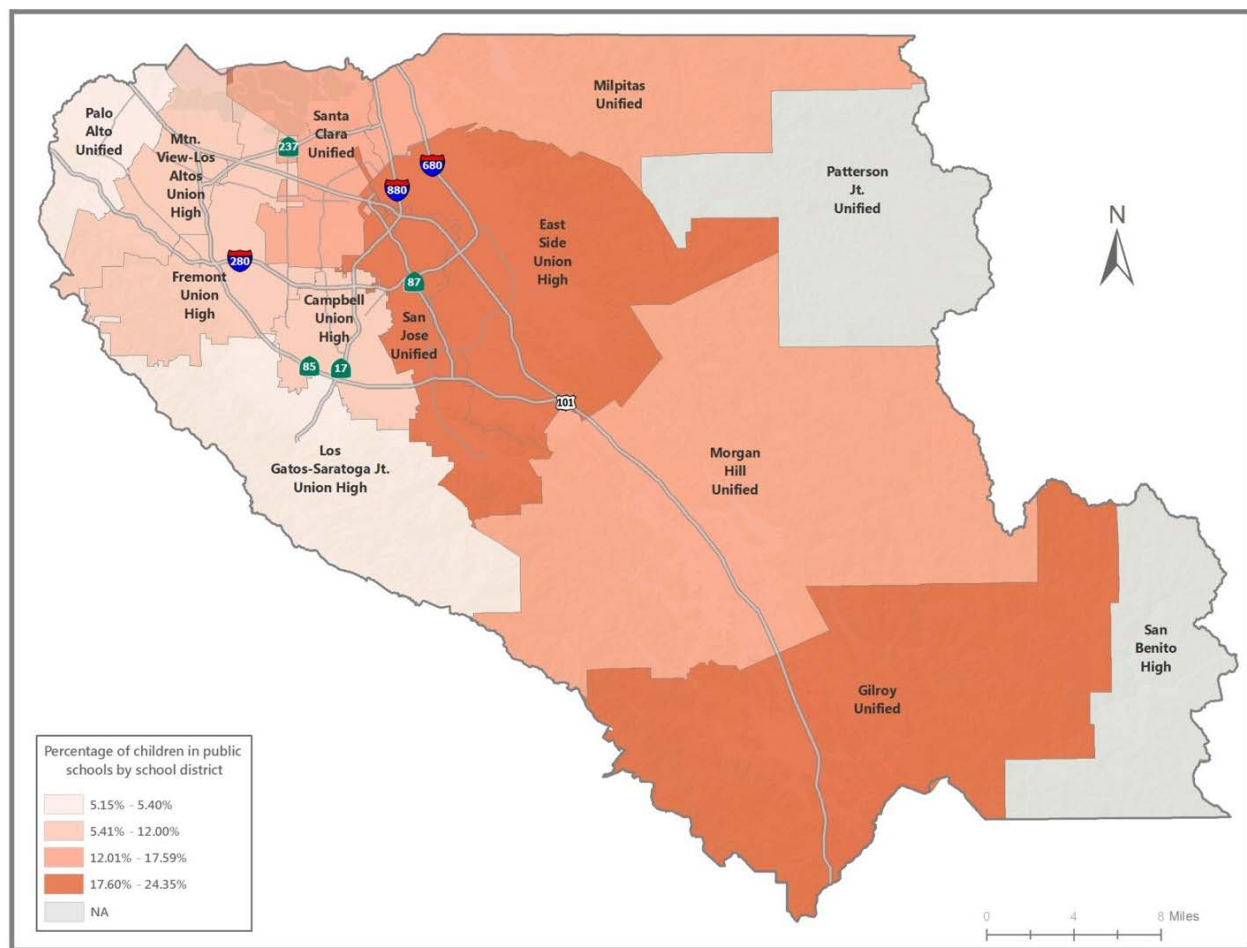 Palo
Alto
Unified
Mtn.
View-Los
Altos
Union
High
Santa
Clara
Unified
Milpitas
Unified
Patterson
Jt.
Unified
237
680
880
N
East
Side
Union
High
280
87
Fremont
Union
High
Campbell
Union
High
San
Jose
Unified
85
17
101
Los
Gatos-Saratoga Jt.
Union High
Morgan
Hill
Unified
San
Benito
High
Gilroy
Unified
Percentage of children in public
schools by school district
5.15% - 5.40%
5.41% - 12.00%
12.01% - 17.59%
17.60% - 24.35%
NA
0 4 8 Miles